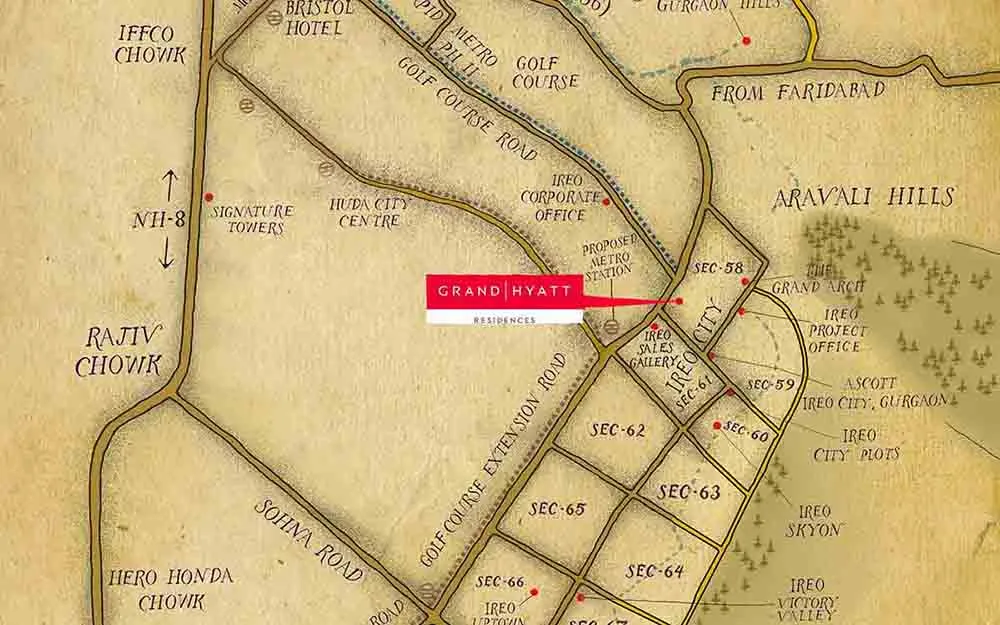 BRISTOL
HOTEL
IFFCO
CHOWK
METRO
PH II
GOLF
COURSE
GURGAON HILLS
FROM FARIDABAD
GOLF COURSE ROAD
ARAVALI HILLS
NH-8
SIGNATURE
TOWERS
HUDA CITY
CENTRE
IREO
CORPORATE
OFFICE
PROPOSED
METRO
STATION
SEC-58
THE
GRAND ARCH
GRAND HYATT
RESIDENCES
IREO
PROJECT
OFFICE
RAJIV
CHOWK
IREO
SALES
GALLERY
IREO CITY
SEC-61
SEC-59
ASCOTT
IREO CITY, GURGAON
SEC-62
SEC-60
IREO
CITY PLOTS
GOLF COURSE EXTENSION ROAD
SEC-63
SEC-65
IREO
SKYON
SOHNA ROAD
HERO HONDA
CHOWK
SEC-66
IREO
UPTOWN
SEC-64
IREO
VICTORY
VALLEY
ROAD
SEC-67